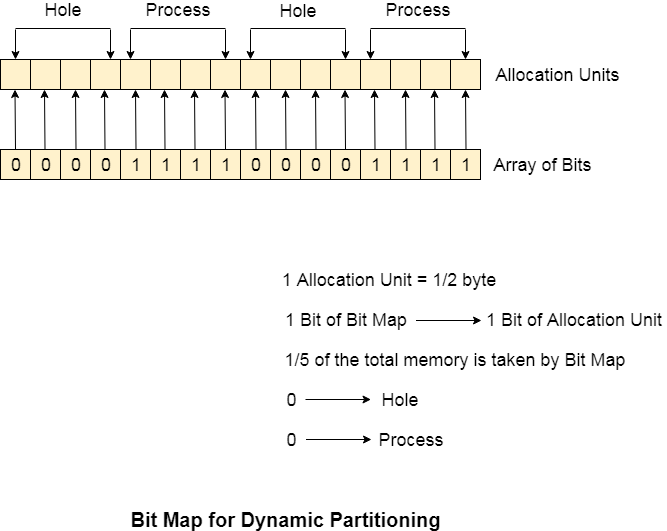 Hole Process Hole Process
Allocation Units
0 0 0 0 1 1 1 1 0 0 0 0 1 1 1 1 Array of Bits
1 Allocation Unit = 1/2 byte
1 Bit of Bit Map 1 Bit of Allocation Unit
1/5 of the total memory is taken by Bit Map
0 Hole
0 Process
Bit Map for Dynamic Partitioning